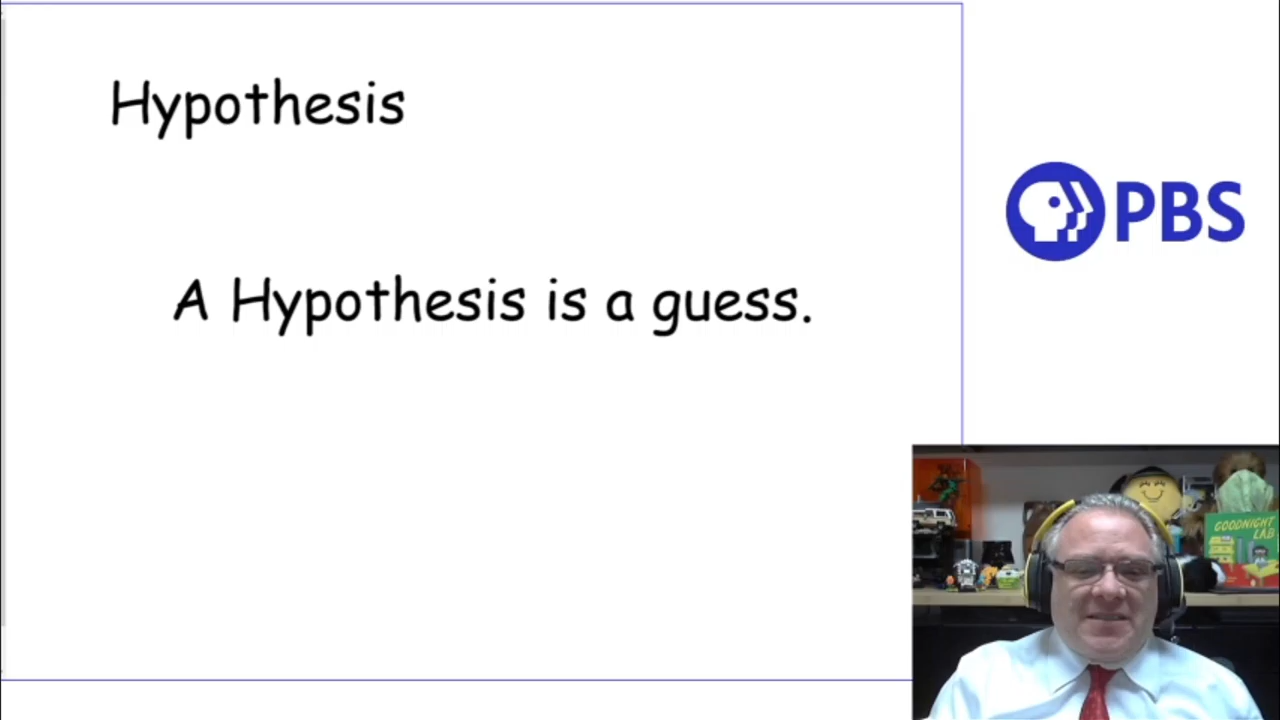 Hypothesis
A Hypothesis is a guess.
PBS
GOODNIGHT
LAB